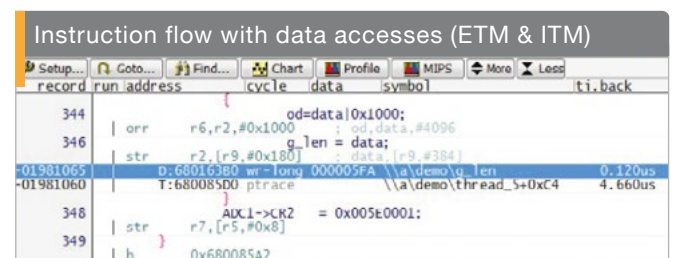 Instruction flow with data accesses (ETM & ITM)
Setup... Goto... Find... Chart Profile MIPS More Less
record run address cycle data symbol ti.back
{
344 od=data|0x1000;
orr r6,r2,#0x1000 ; od,data,#4096
346 g_len = data;
str r2,[r9,#0x180] ; data,[r9,#384]
-01981065 D:680163B0 wr-long 000005FA \\a\demo\g_len 0.120us
-01981060 T:680085D0 ptrace \\a\demo\thread_5+0xC4 4.660us
}
348 ADC1->CR2 = 0x005E0001;
str r7,[r5,#0x8]
349 }
b 0x680085A2